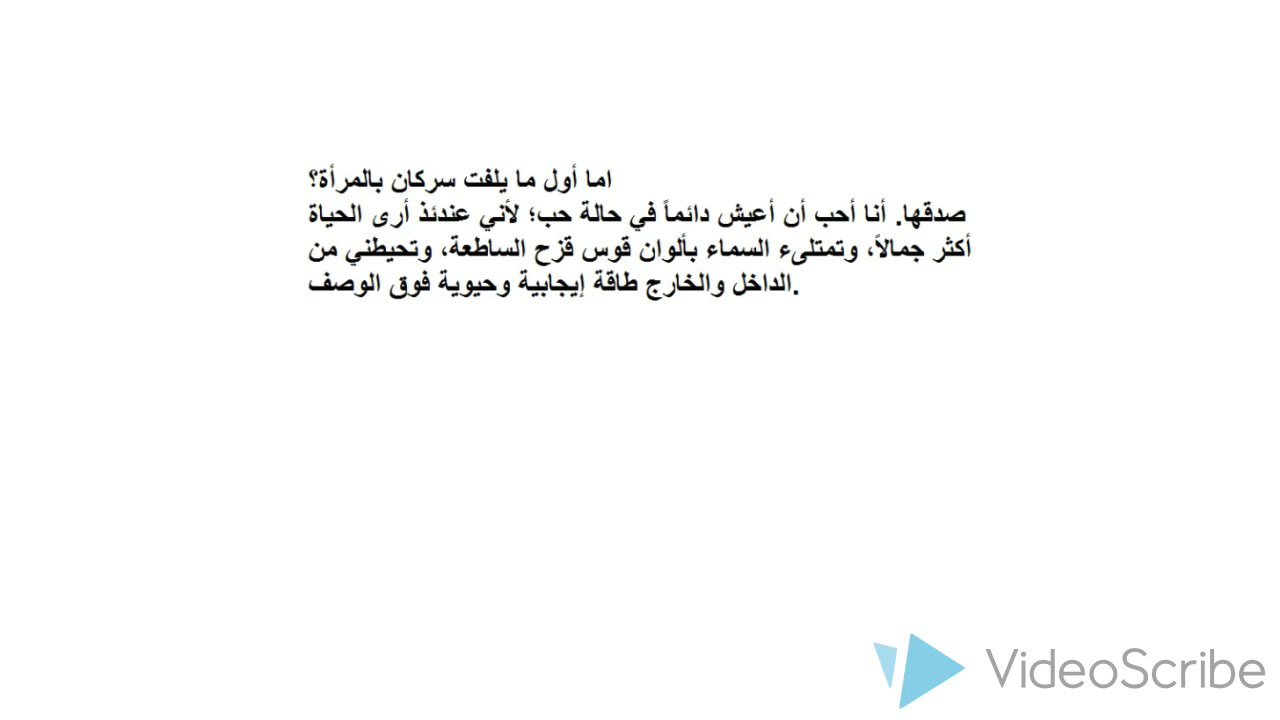 اما أول ما يلفت سركان بالمرأة؟
صدقها. أنا أحب أن أعيش دائماً في حالة حب؛ لأني عندئذ أرى الحياة
أكثر جمالاً، وتمتلىء السماء بألوان قوس قزح الساطعة، وتحيطني من
الداخل والخارج طاقة إيجابية وحيوية فوق الوصف.
VideoScribe